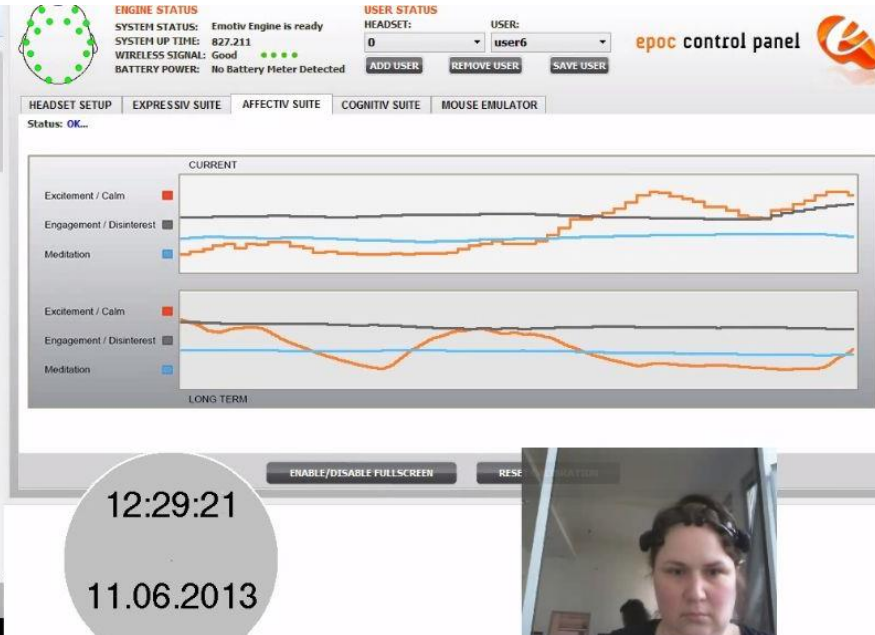 ENGINE STATUS
SYSTEM STATUS: Emotiv Engine is ready
SYSTEM UP TIME: 827.211
WIRELESS SIGNAL: Good
BATTERY POWER: No Battery Meter Detected
USER STATUS
HEADSET: USER:
0 user6
ADD USER REMOVE USER SAVE USER
epoc control panel
HEADSET SETUP EXPRESSIV SUITE AFFECTIV SUITE COGNITIV SUITE MOUSE EMULATOR
Status: OK...
CURRENT
Excitement / Calm
Engagement / Disinterest
Meditation
Excitement / Calm
Engagement / Disinterest
Meditation
LONG TERM
ENABLE/DISABLE FULLSCREEN
12:29:21
11.06.2013